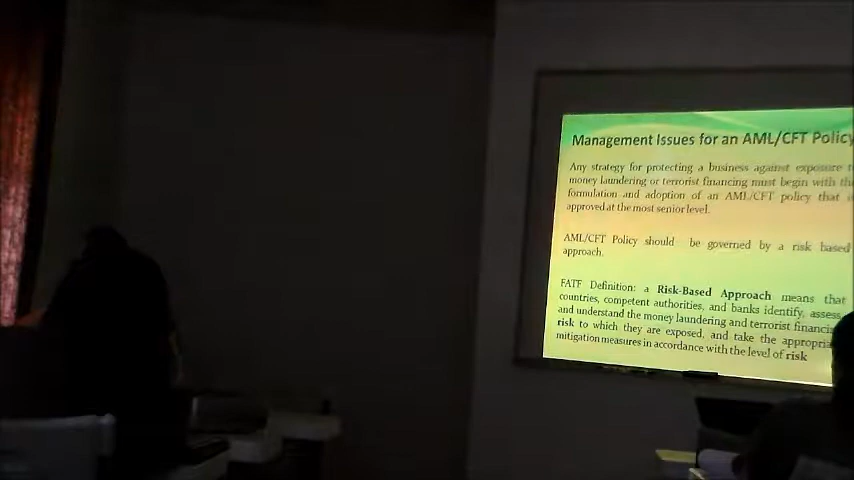 Management Issues for an AML/CFT Policy
Any strategy for protecting a business against exposure
money laundering or terrorist financing must begin with the
formulation and adoption of an AML/CFT policy that
approved at the most senior level.
AML/CFT Policy should be governed by a risk based
approach.
FATF Definition: a Risk-Based Approach means that
countries, competent authorities, and banks identify, assess,
and understand the money laundering and terrorist financi
risk to which they are exposed, and take the appropria
mitigation measures in accordance with the level of risk